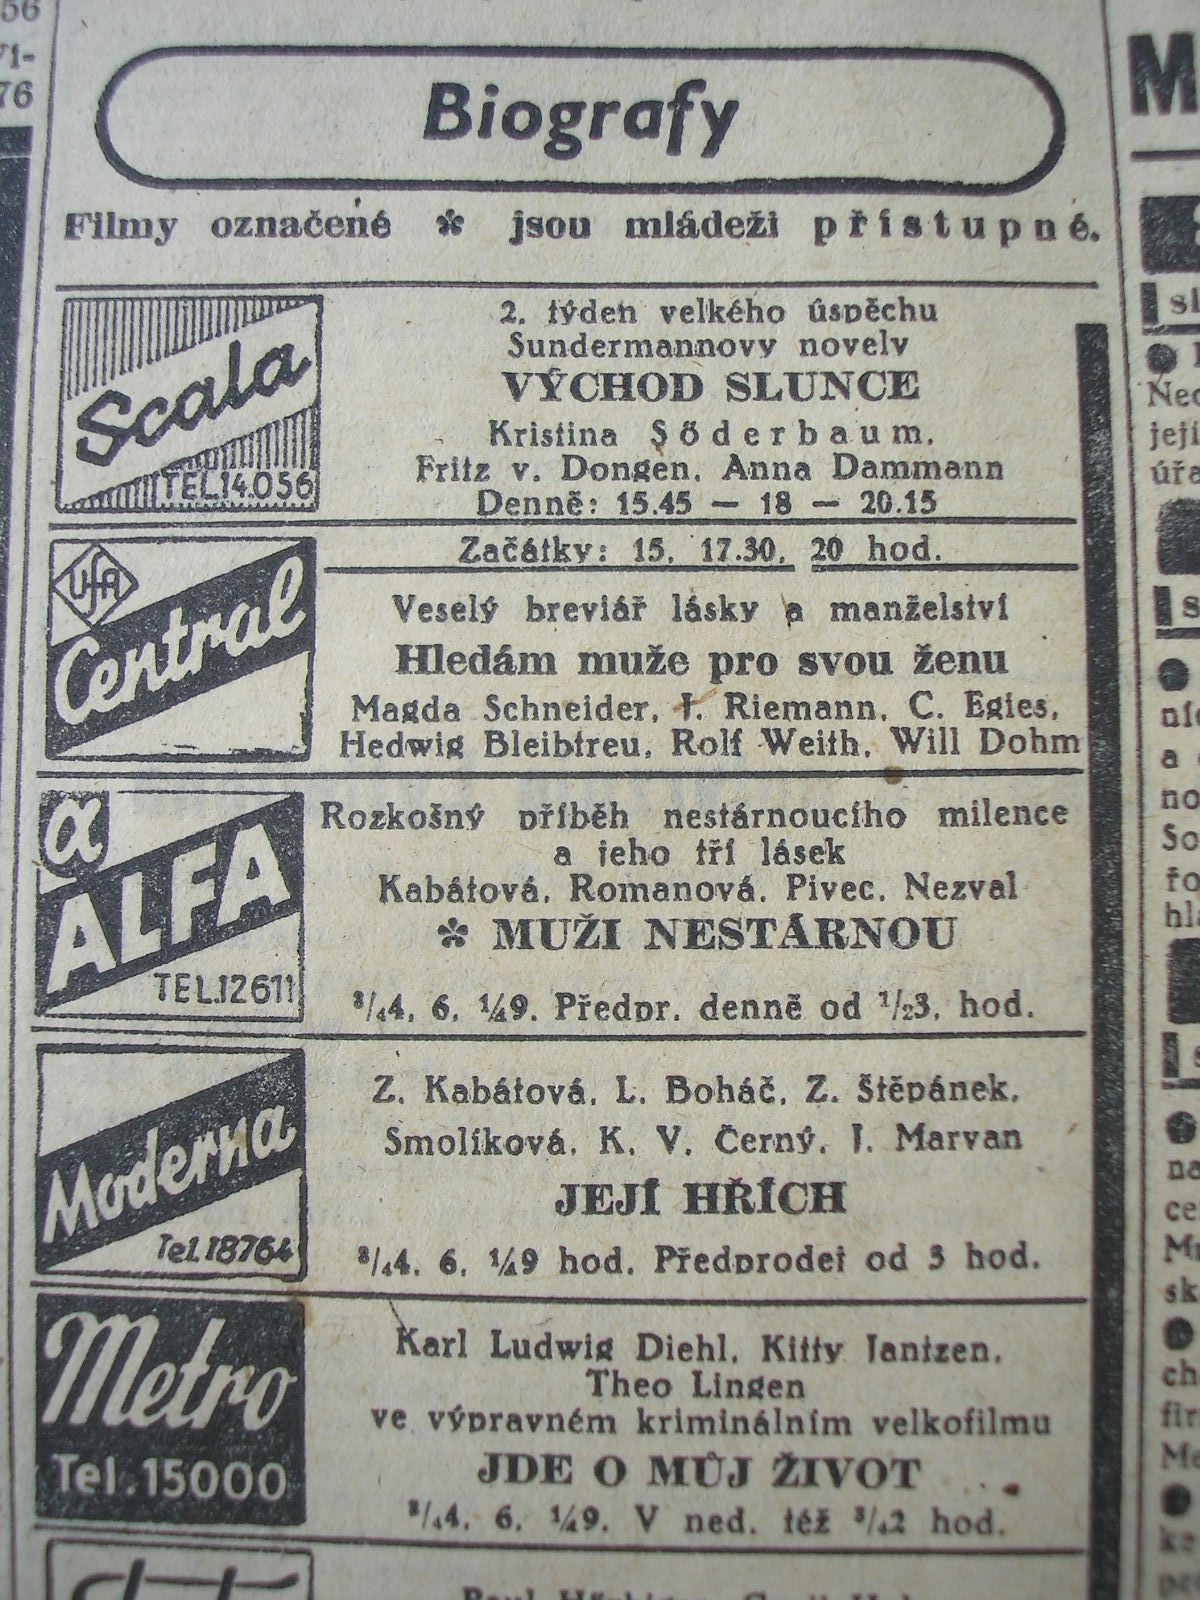 Biografy
Filmy označené * jsou mládeži přístupné.
Scala
TEL.14.056
2. týden velkého úspěchu
Sundermannovy novely
VÝCHOD SLUNCE
Kristina Söderbaum.
Fritz v. Dongen, Anna Dammann
Denně: 15.45 — 18 — 20.15
UFA
Central
Začátky: 15, 17.30, 20 hod.
Veselý breviář lásky a manželství
Hledám muže pro svou ženu
Magda Schneider, J. Riemann, C. Egies,
Hedwig Bleibtreu, Rolf Weith, Will Dohm
α
ALFA
TEL.12611
Rozkošný příběh nestárnoucího milence
a jeho tří lásek
Kabátová, Romanová, Pivec, Nezval
* MUŽI NESTÁRNOU
¾4, 6, ¼9. Předpr. denně od ½3. hod.
Moderna
Tel.18764
Z. Kabátová, L. Boháč, Z. Štěpánek,
Smolíková, K. V. Černý, J. Marvan
JEJÍ HŘÍCH
¾4, 6, ¼9 hod. Předprodej od 3 hod.
Metro
Tel.15000
Karl Ludwig Diehl, Kitty Jantzen,
Theo Lingen
ve výpravném kriminálním velkofilmu
JDE O MŮJ ŽIVOT
¾4, 6, ¼9. V ned. též ¾2 hod.